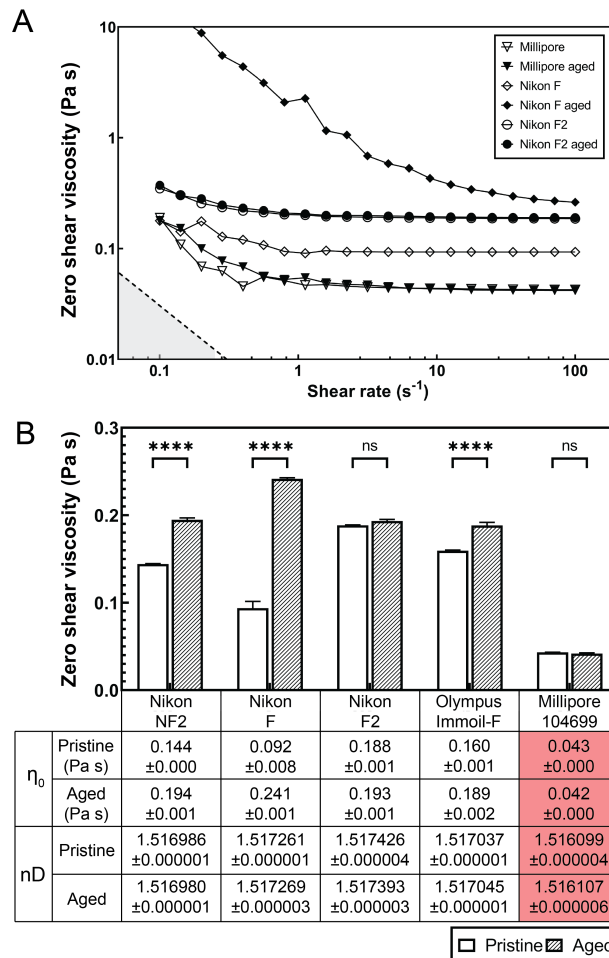 A
Zero shear viscosity (Pa s)
10
1
0.1
0.01
0.1
1
10
100
Shear rate (s⁻¹)
Millipore
Millipore aged
Nikon F
Nikon F aged
Nikon F2
Nikon F2 aged
B
Zero shear viscosity (Pa s)
0.3
0.2
0.1
0.0
**** **** ns **** ns
Nikon Nikon Nikon Olympus Millipore
NF2 F F2 Immoil-F 104699
η₀
Pristine 0.144 0.092 0.188 0.160 0.043
(Pa s) ±0.000 ±0.008 ±0.001 ±0.001 ±0.000
Aged 0.194 0.241 0.193 0.189 0.042
(Pa s) ±0.001 ±0.001 ±0.001 ±0.002 ±0.000
nD
Pristine 1.516986 1.517261 1.517426 1.517037 1.516099
±0.000001 ±0.000001 ±0.000004 ±0.000001 ±0.000004
Aged 1.516980 1.517269 1.517393 1.517045 1.516107
±0.000001 ±0.000003 ±0.000003 ±0.000001 ±0.000006
Pristine Aged